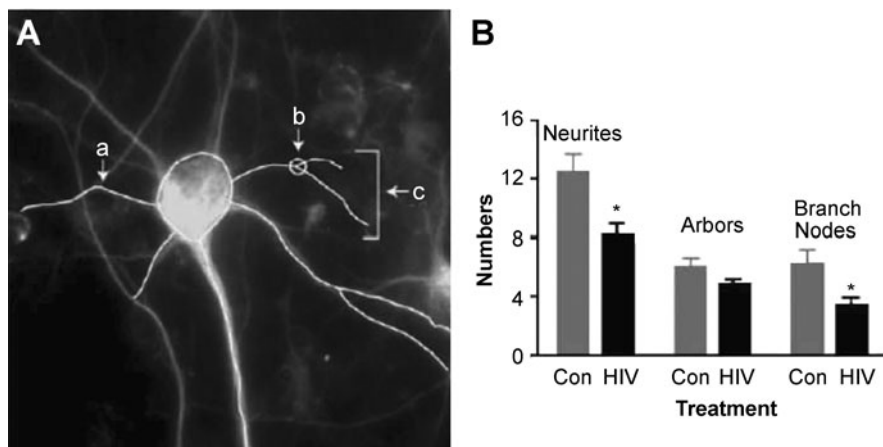 A
a
b
c
B
16
12
8
4
0
Numbers
Neurites
*
Arbors
Branch
Nodes
*
Con HIV
Con HIV
Con HIV
Treatment